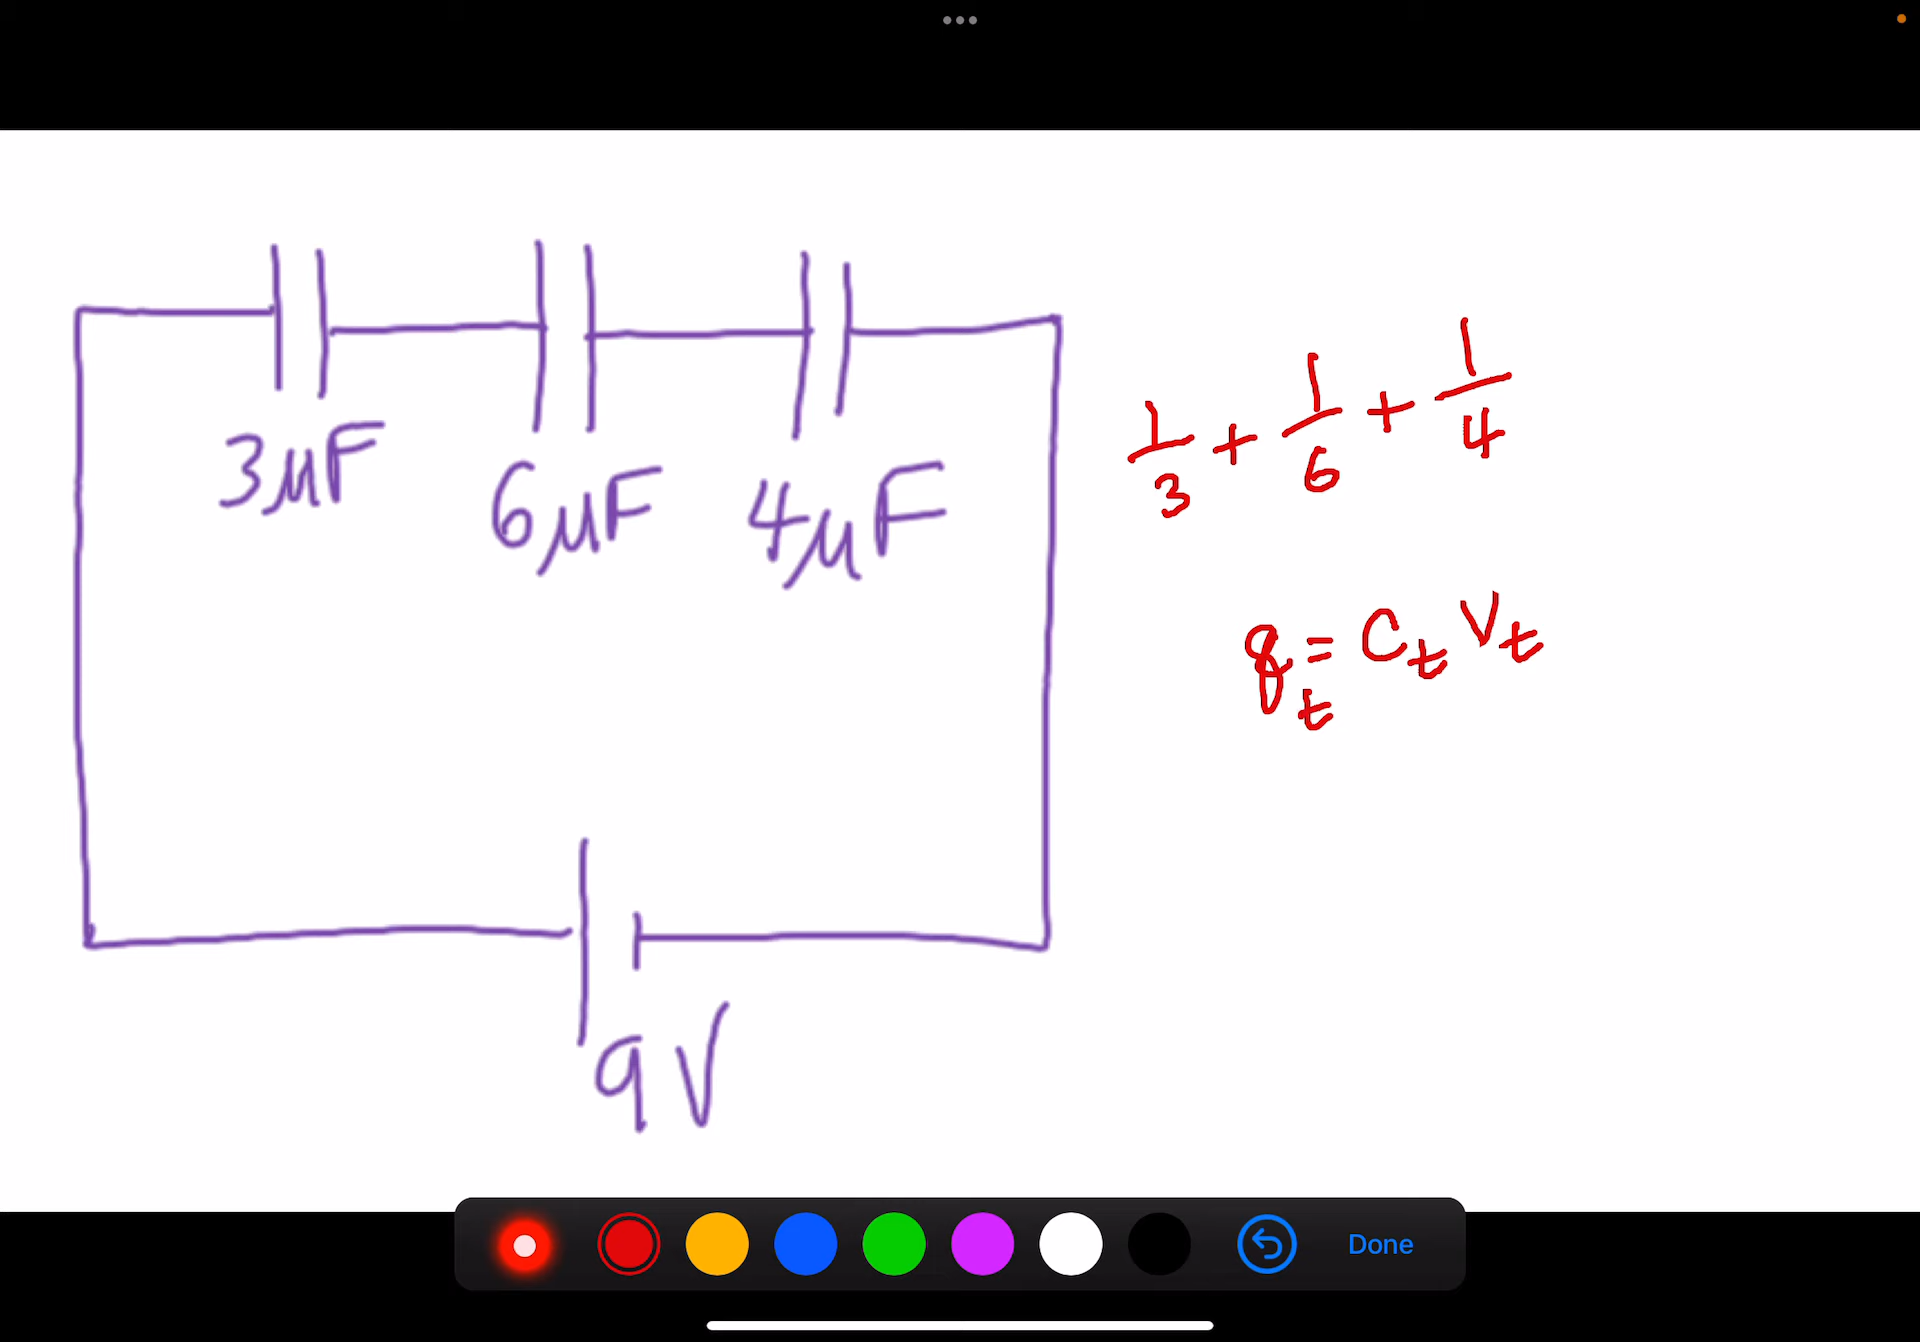 3μF 6μF 4μF
1/3 + 1/6 + 1/4
q_t = C_t V_t
9V
Done